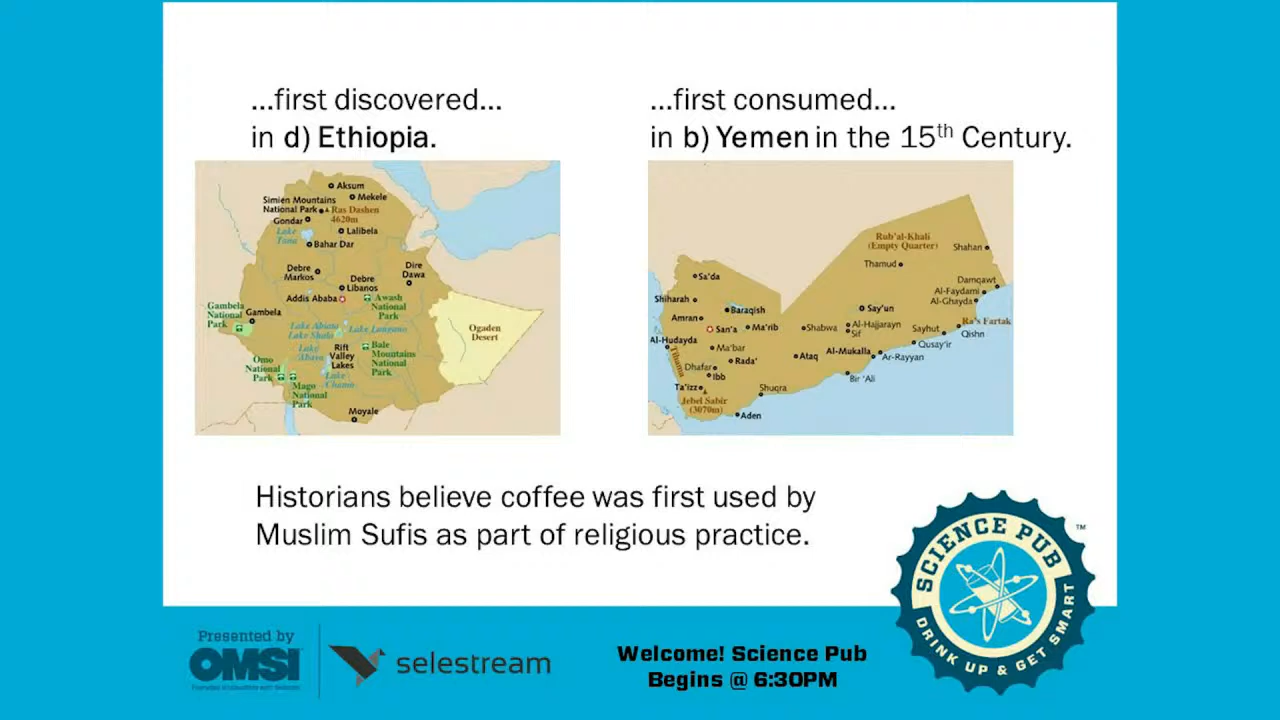 ...first discovered...
in d) Ethiopia.
...first consumed...
in b) Yemen in the 15th Century.
Aksum
Mekele
Simien Mountains
National Park
Ras Dashen
4620m
Gondar
Lake
Tana
Lalibela
Bahar Dar
Debre
Markos
Debre
Libanos
Dire
Dawa
Addis Ababa
Awash
National
Park
Gambela
National
Park
Gambela
Lake Abiata
Lake Shala
Lake Langano
Ogaden
Desert
Lake
Abaya
Rift
Valley
Lakes
Bale
Mountains
National
Park
Omo
National
Park
Lake
Chamo
Mago
National
Park
Moyale
Rub'al-Khali
(Empty Quarter)
Shahan
Thamud
Sa'da
Damqawt
Al-Faydami
Al-Ghayda
Shiharah
Baraqish
Say'un
Amran
San'a
Ma'rib
Shabwa
Al-Hajjarayn
Sif
Sayhut
Ra's Fartak
Qishn
Al-Hudayda
Ma'bar
Qusay'ir
Tihama
Rada'
Ataq
Al-Mukalla
Ar-Rayyan
Dhafar
Ibb
Bir 'Ali
Ta'izz
Shuqra
Jebel Sabir
(3070m)
Aden
Historians believe coffee was first used by
Muslim Sufis as part of religious practice.
SCIENCE PUB
™
DRINK UP & GET SMART
Presented by
OMSI
selestream
Welcome! Science Pub
Begins @ 6:30PM